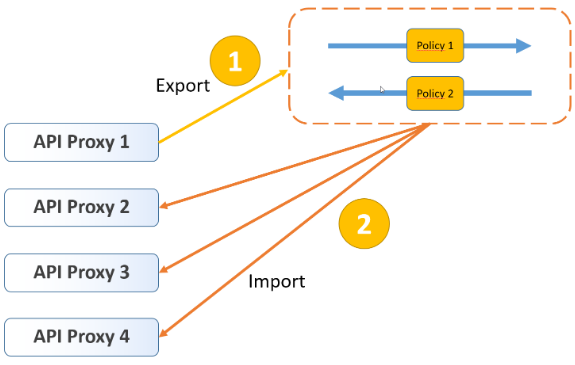 1
Policy 1
Export
Policy 2
API Proxy 1
API Proxy 2
2
API Proxy 3
Import
API Proxy 4